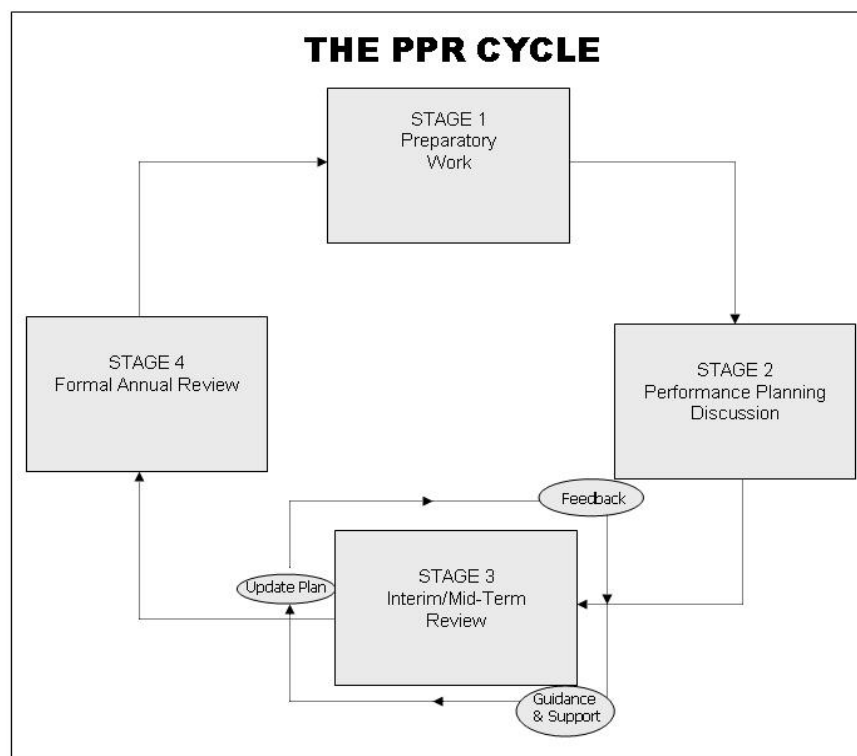 THE PPR CYCLE
STAGE 1
Preparatory
Work
STAGE 2
Performance Planning
Discussion
STAGE 4
Formal Annual Review
Feedback
STAGE 3
Interim/Mid-Term
Review
Update Plan
Guidance
& Support